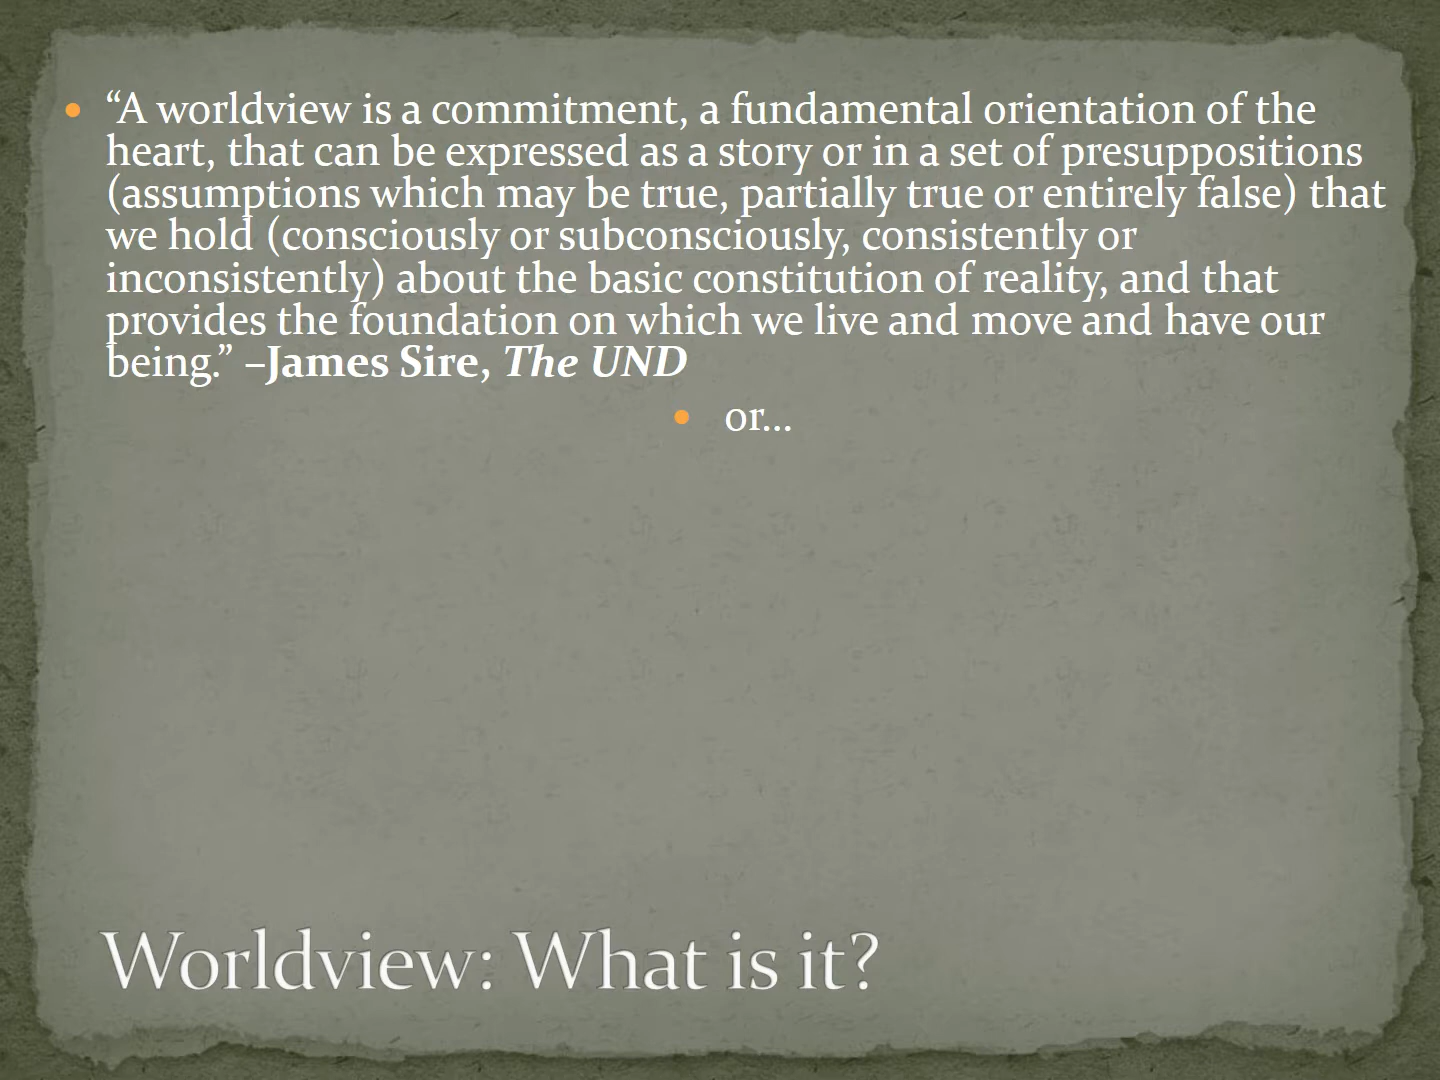 “A worldview is a commitment, a fundamental orientation of the
heart, that can be expressed as a story or in a set of presuppositions
(assumptions which may be true, partially true or entirely false) that
we hold (consciously or subconsciously, consistently or
inconsistently) about the basic constitution of reality, and that
provides the foundation on which we live and move and have our
being.” –James Sire, The UND
or…
Worldview: What is it?